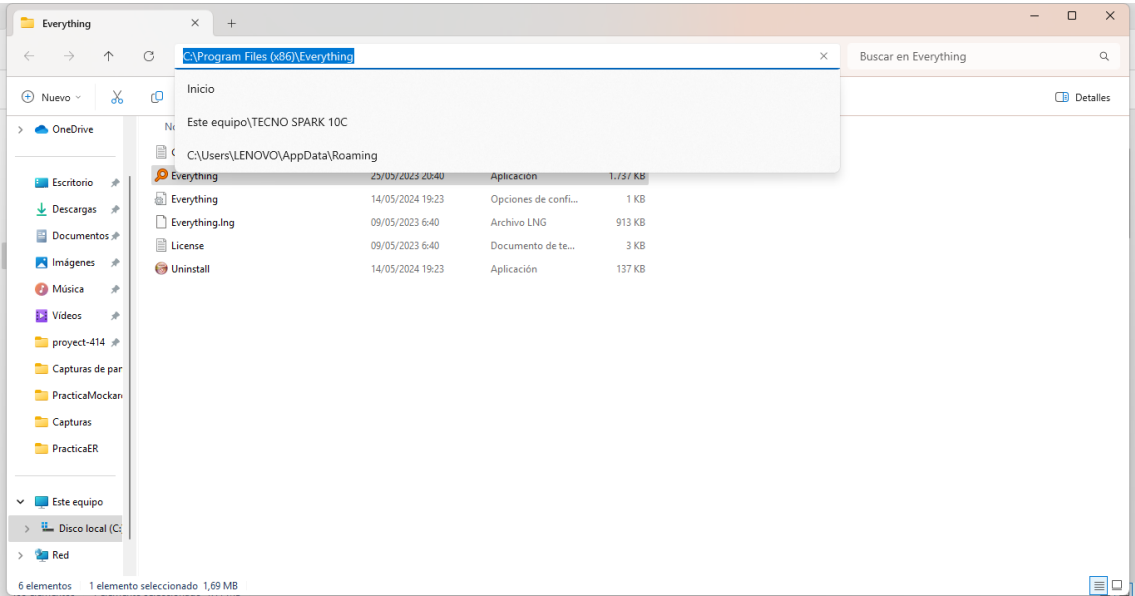 Everything
C:\Program Files (x86)\Everything
Buscar en Everything
Inicio
Este equipo\TECNO SPARK 10C
C:\Users\LENOVO\AppData\Roaming
Nuevo
Detalles
OneDrive
Escritorio
Descargas
Documentos
Imágenes
Música
Vídeos
proyect-414
Capturas de par
PracticaMockar
Capturas
PracticaER
Este equipo
Disco local (C:
Red
Everything 25/05/2023 20:40 Aplicación 1.737 KB
Everything 14/05/2024 19:23 Opciones de confi... 1 KB
Everything.lng 09/05/2023 6:40 Archivo LNG 913 KB
License 09/05/2023 6:40 Documento de te... 3 KB
Uninstall 14/05/2024 19:23 Aplicación 137 KB
6 elementos 1 elemento seleccionado 1,69 MB